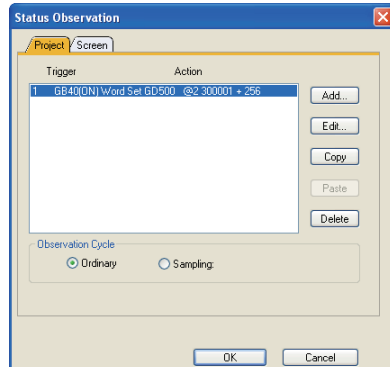 Status Observation
Project Screen
Trigger Action
1 GB40(ON) Word Set GD500 @2 300001 + 256
Add...
Edit...
Copy
Paste
Delete
Observation Cycle
Ordinary Sampling:
OK Cancel